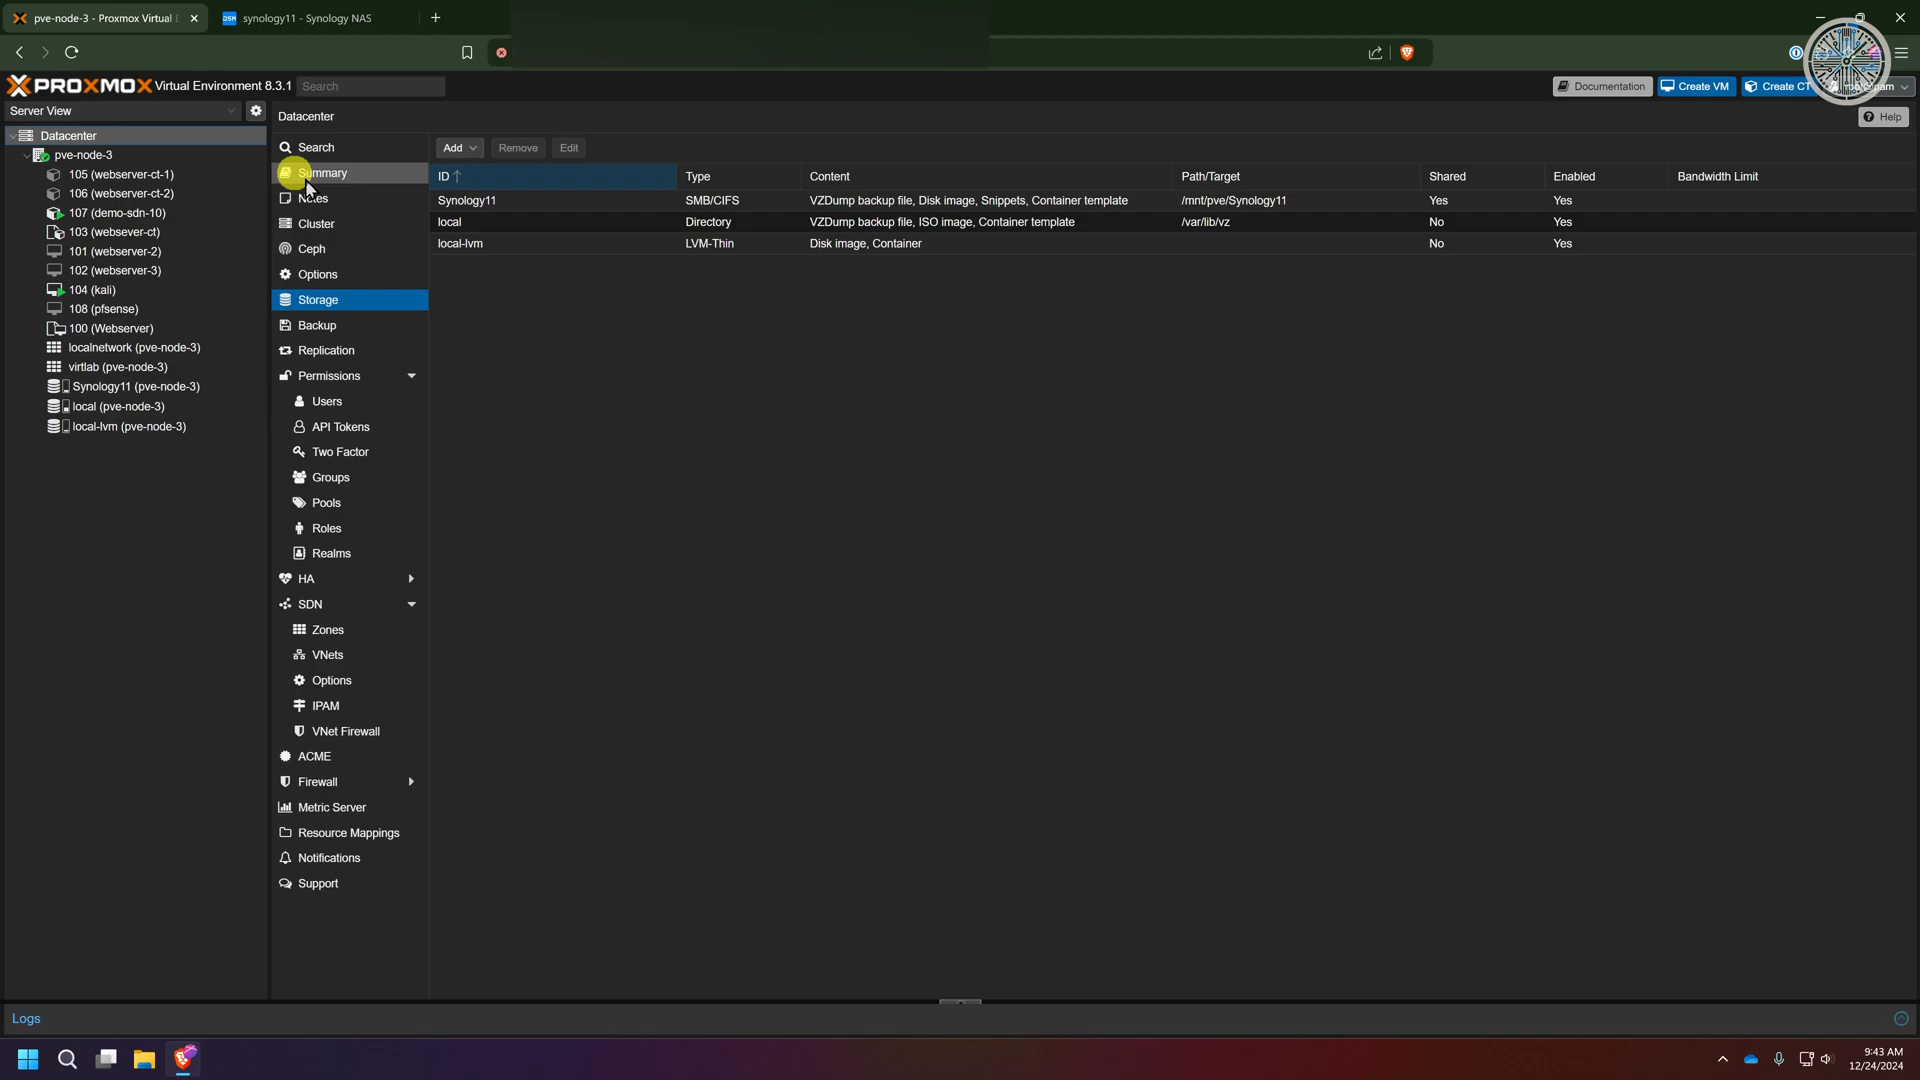 pve-node-3 - Proxmox Virtual E
DSM synology11 - Synology NAS
PROXMOX Virtual Environment 8.3.1 Search
Documentation Create VM Create CT
Server View
Datacenter
Help
Datacenter
pve-node-3
105 (webserver-ct-1)
106 (webserver-ct-2)
107 (demo-sdn-10)
103 (websever-ct)
101 (webserver-2)
102 (webserver-3)
104 (kali)
108 (pfsense)
100 (Webserver)
localnetwork (pve-node-3)
virtlab (pve-node-3)
Synology11 (pve-node-3)
local (pve-node-3)
local-lvm (pve-node-3)
Search
Summary
Notes
Cluster
Ceph
Options
Storage
Backup
Replication
Permissions
Users
API Tokens
Two Factor
Groups
Pools
Roles
Realms
HA
SDN
Zones
VNets
Options
IPAM
VNet Firewall
ACME
Firewall
Metric Server
Resource Mappings
Notifications
Support
Add Remove Edit
ID Type Content Path/Target Shared Enabled Bandwidth Limit
Synology11 SMB/CIFS VZDump backup file, Disk image, Snippets, Container template /mnt/pve/Synology11 Yes Yes
local Directory VZDump backup file, ISO image, Container template /var/lib/vz No Yes
local-lvm LVM-Thin Disk image, Container No Yes
Logs
9:43 AM
12/24/2024